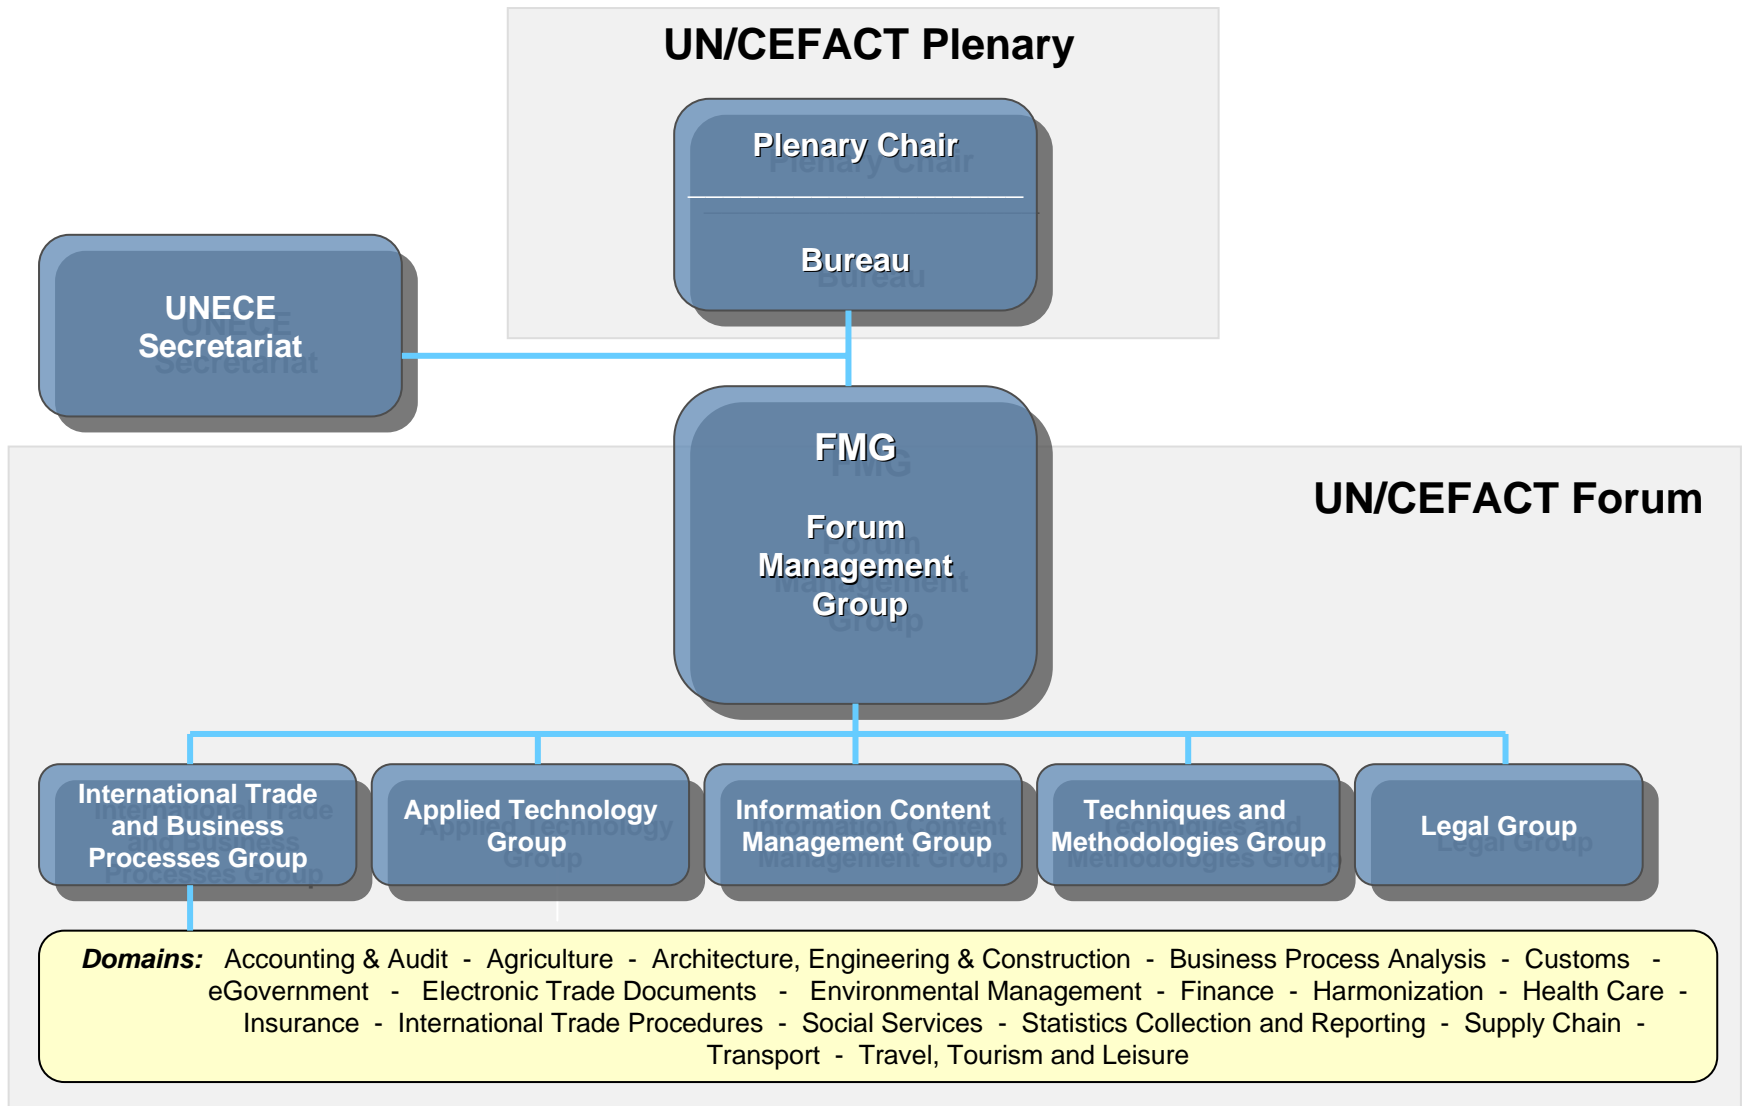 UN/CEFACT Plenary
Plenary Chair
Bureau
UNECE
Secretariat
FMG
Forum
Management
Group
UN/CEFACT Forum
International Trade
and Business
Processes Group
Applied Technology
Group
Information Content
Management Group
Techniques and
Methodologies Group
Legal Group
Domains: Accounting & Audit - Agriculture - Architecture, Engineering & Construction - Business Process Analysis - Customs -
eGovernment - Electronic Trade Documents - Environmental Management - Finance - Harmonization - Health Care -
Insurance - International Trade Procedures - Social Services - Statistics Collection and Reporting - Supply Chain -
Transport - Travel, Tourism and Leisure